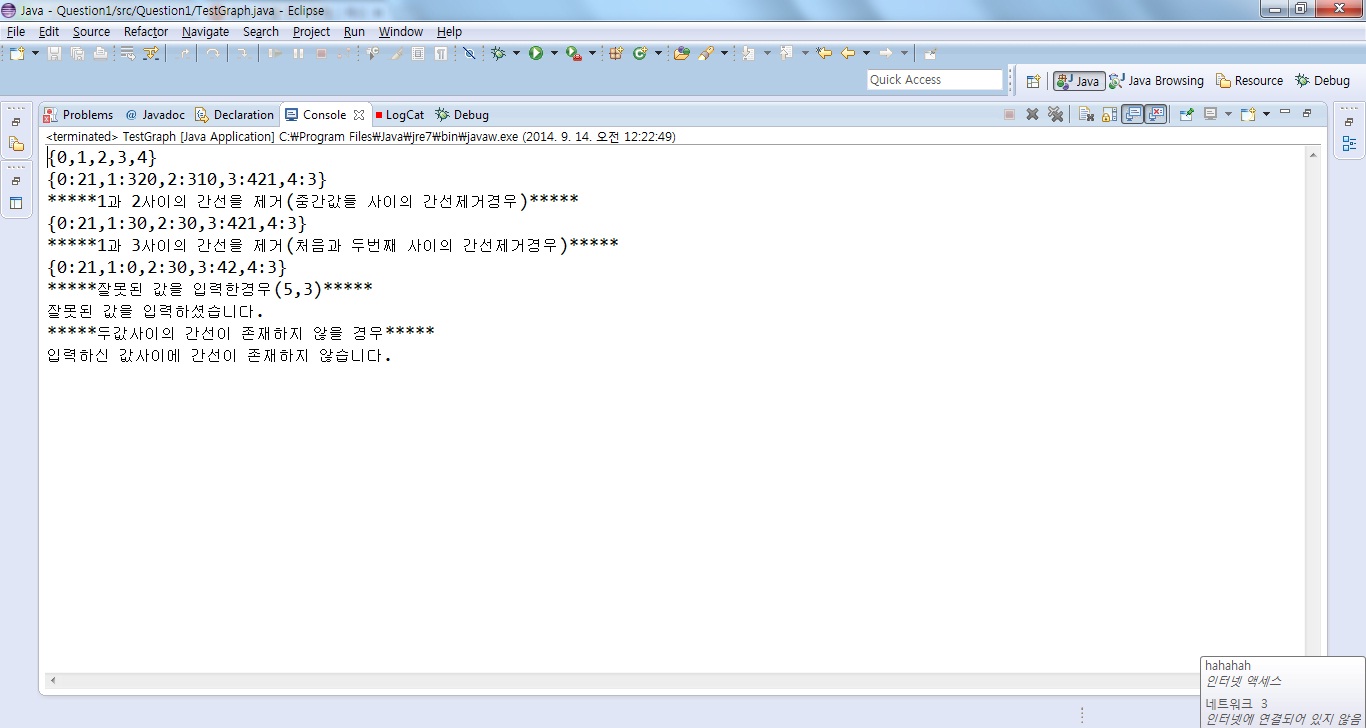 Java - Question1/src/Question1/TestGraph.java - Eclipse
File Edit Source Refactor Navigate Search Project Run Window Help
Quick Access
Java Java Browsing Resource Debug
Problems @ Javadoc Declaration Console LogCat Debug
<terminated> TestGraph [Java Application] C:₩Program Files₩Java₩jre7₩bin₩javaw.exe (2014. 9. 14. 오전 12:22:49)
{0,1,2,3,4}
{0:21,1:320,2:310,3:421,4:3}
*****1과 2사이의 간선을 제거(중간값들 사이의 간선제거경우)*****
{0:21,1:30,2:30,3:421,4:3}
*****1과 3사이의 간선을 제거(처음과 두번째 사이의 간선제거경우)*****
{0:21,1:0,2:30,3:42,4:3}
*****잘못된 값을 입력한경우(5,3)*****
잘못된 값을 입력하셨습니다.
*****두값사이의 간선이 존재하지 않을 경우*****
입력하신 값사이에 간선이 존재하지 않습니다.
hahahah
인터넷 액세스
네트워크 3
인터넷에 연결되어 있지 않음